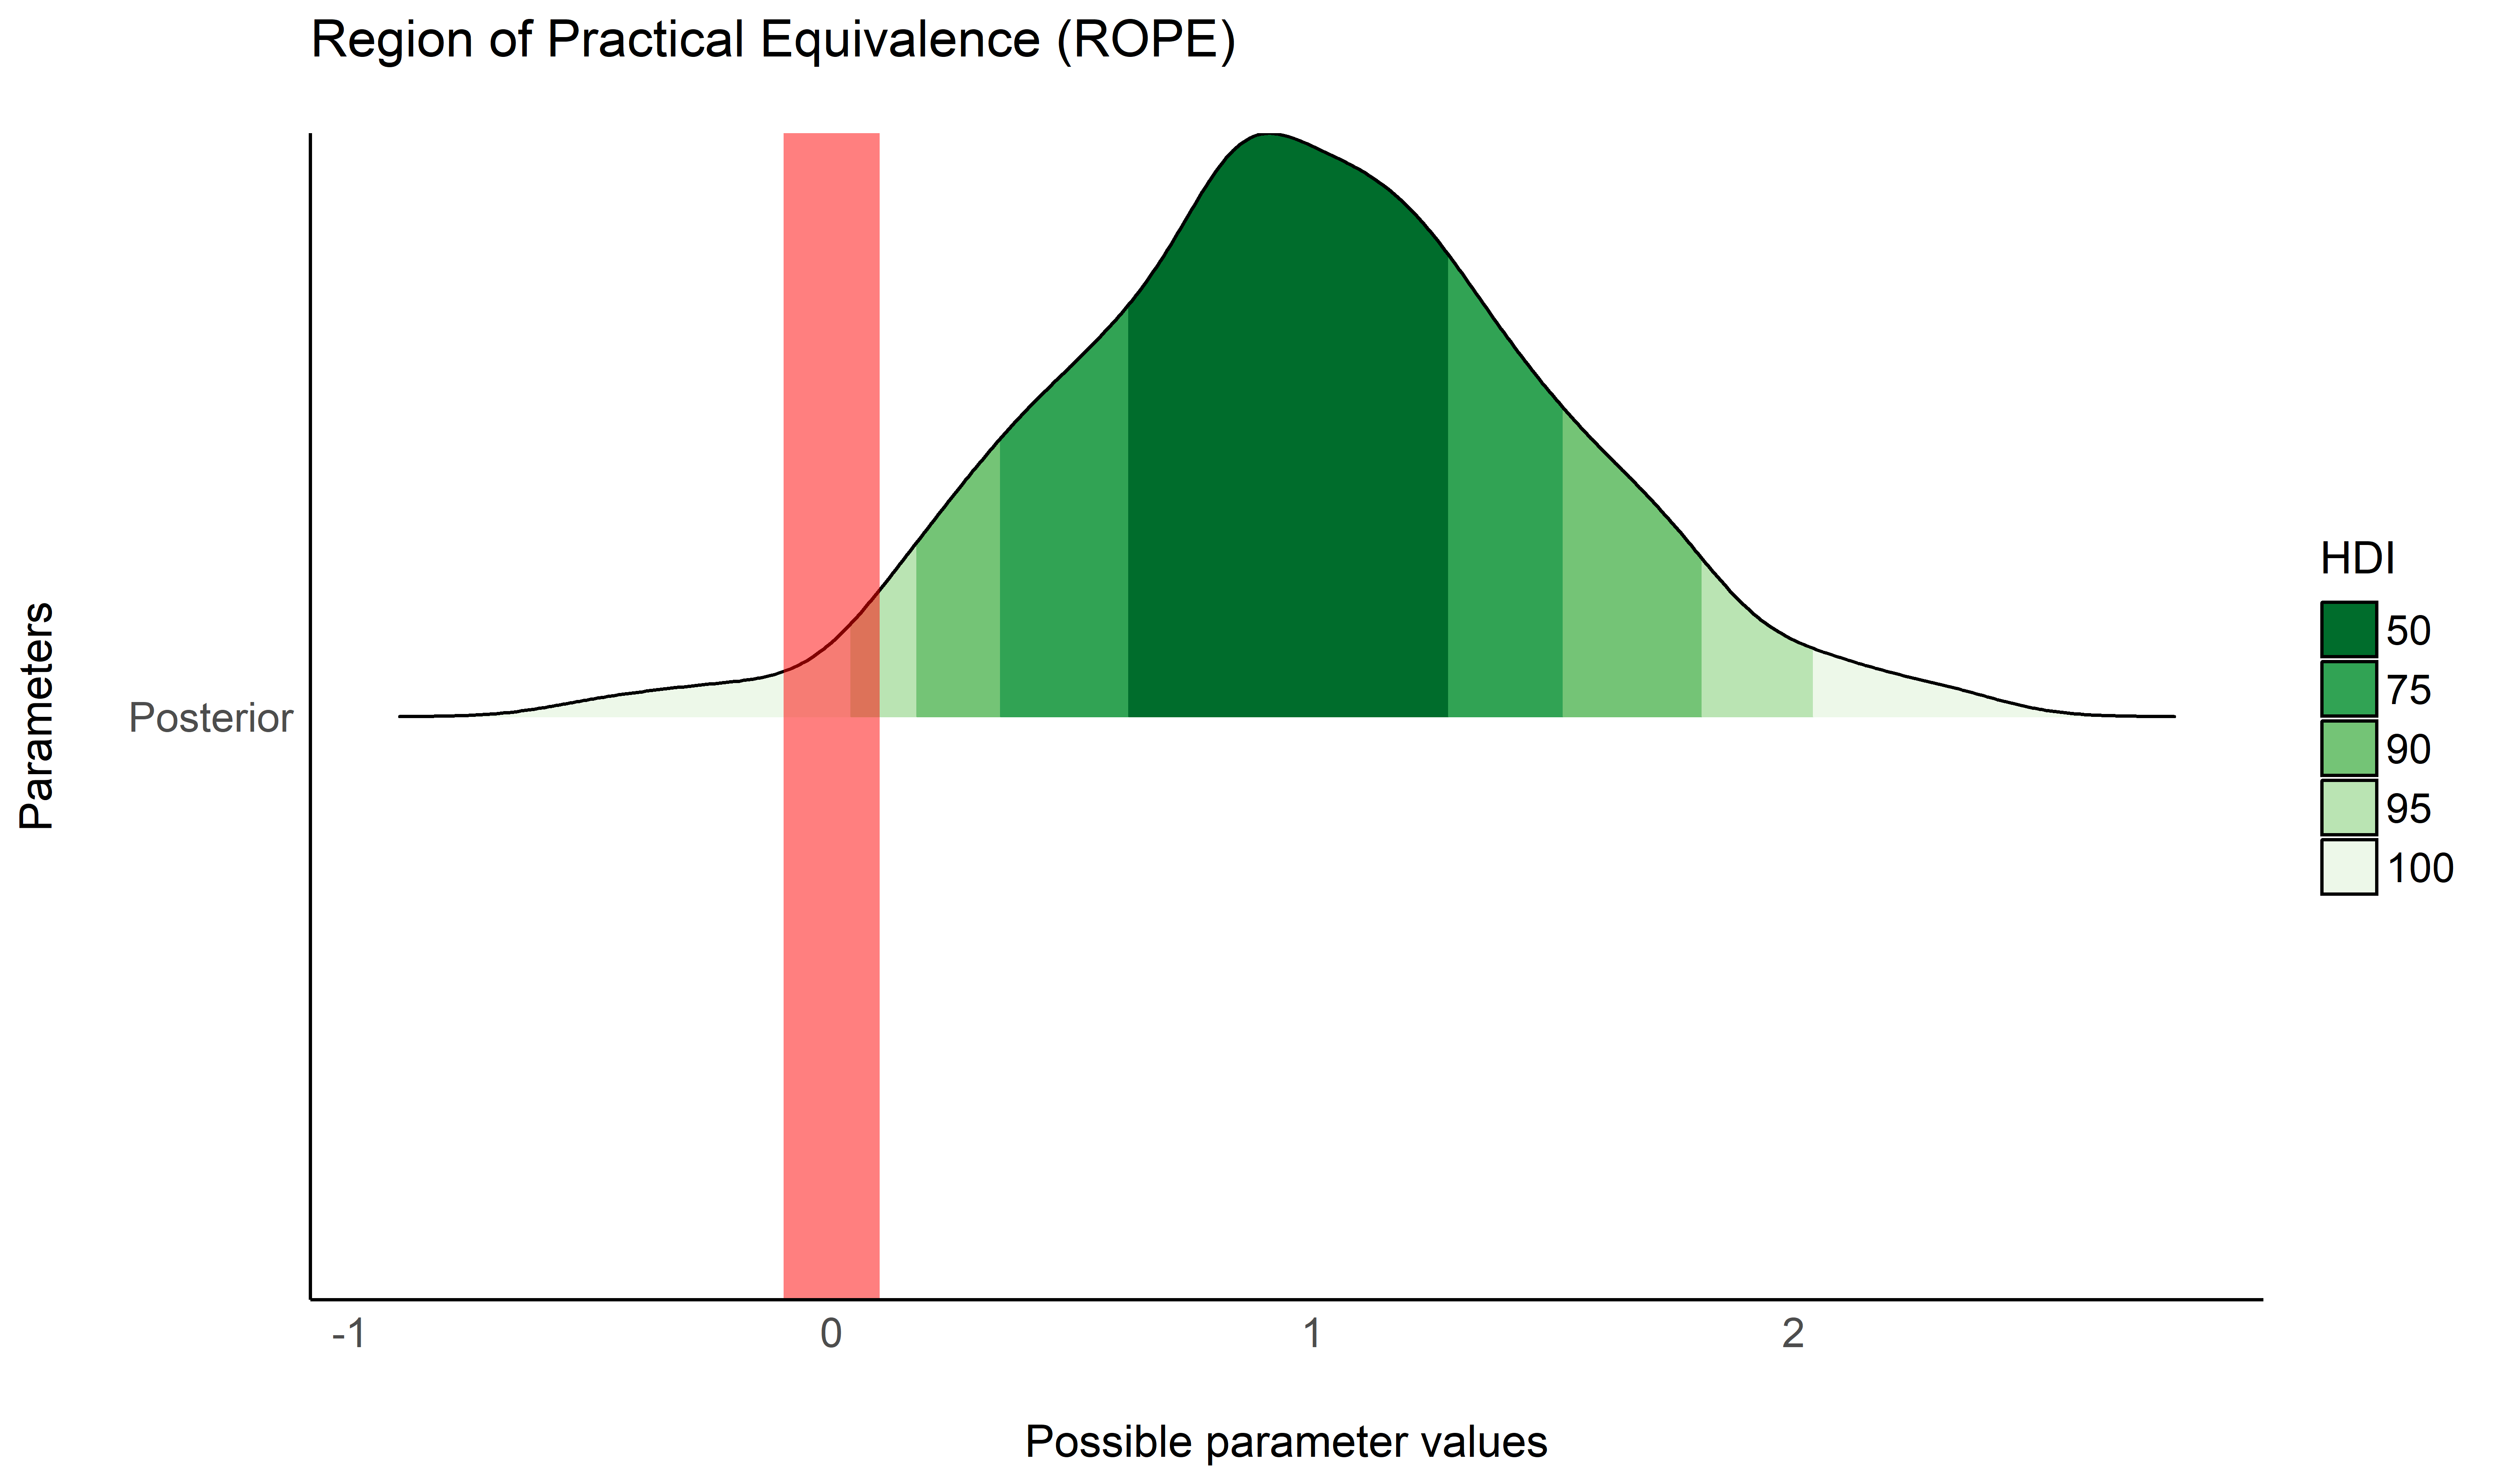 Region of Practical Equivalence (ROPE)
Parameters
Posterior
-1 0 1 2
Possible parameter values
HDI
50
75
90
95
100